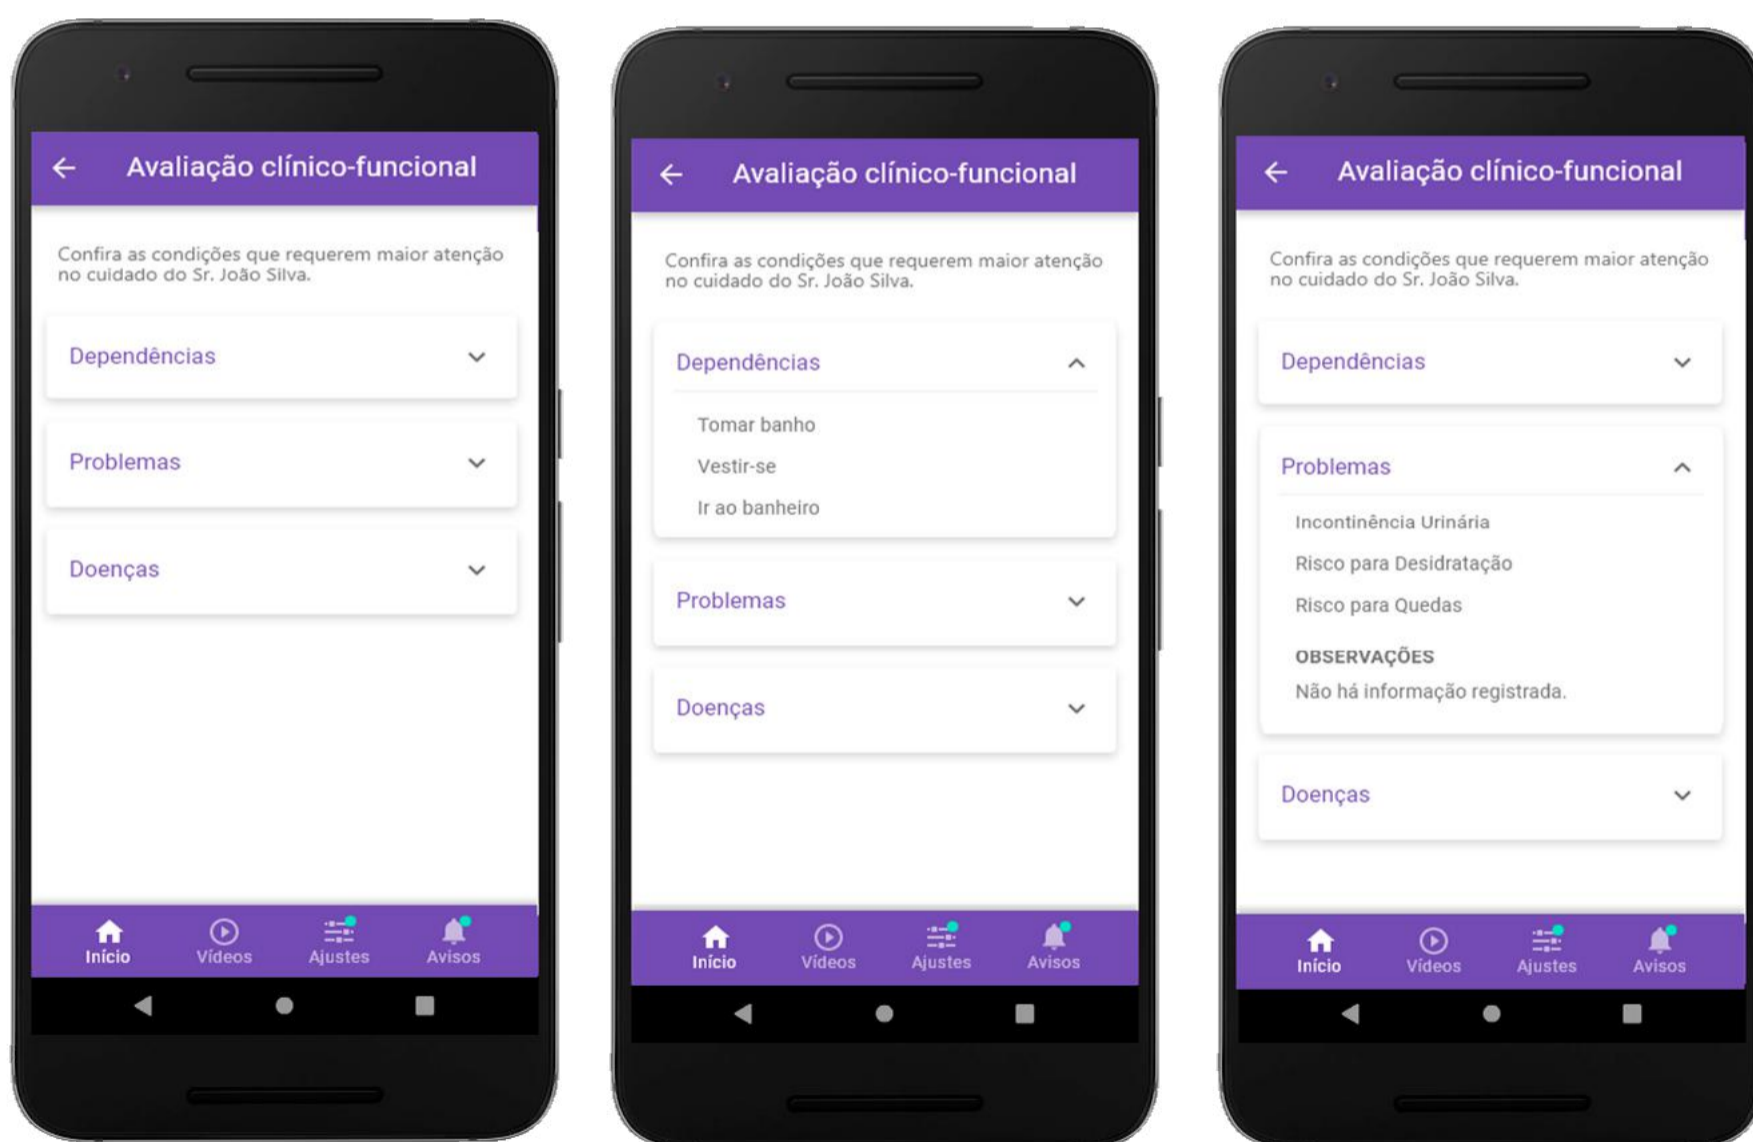 Avaliação clínico-funcional
Confira as condições que requerem maior atenção
no cuidado do Sr. João Silva.
Dependências
Problemas
Doenças
Início
Vídeos
Ajustes
Avisos
Avaliação clínico-funcional
Confira as condições que requerem maior atenção
no cuidado do Sr. João Silva.
Dependências
Tomar banho
Vestir-se
Ir ao banheiro
Problemas
Doenças
Início
Vídeos
Ajustes
Avisos
Avaliação clínico-funcional
Confira as condições que requerem maior atenção
no cuidado do Sr. João Silva.
Dependências
Problemas
Incontinência Urinária
Risco para Desidratação
Risco para Quedas
OBSERVAÇÕES
Não há informação registrada.
Doenças
Início
Vídeos
Ajustes
Avisos